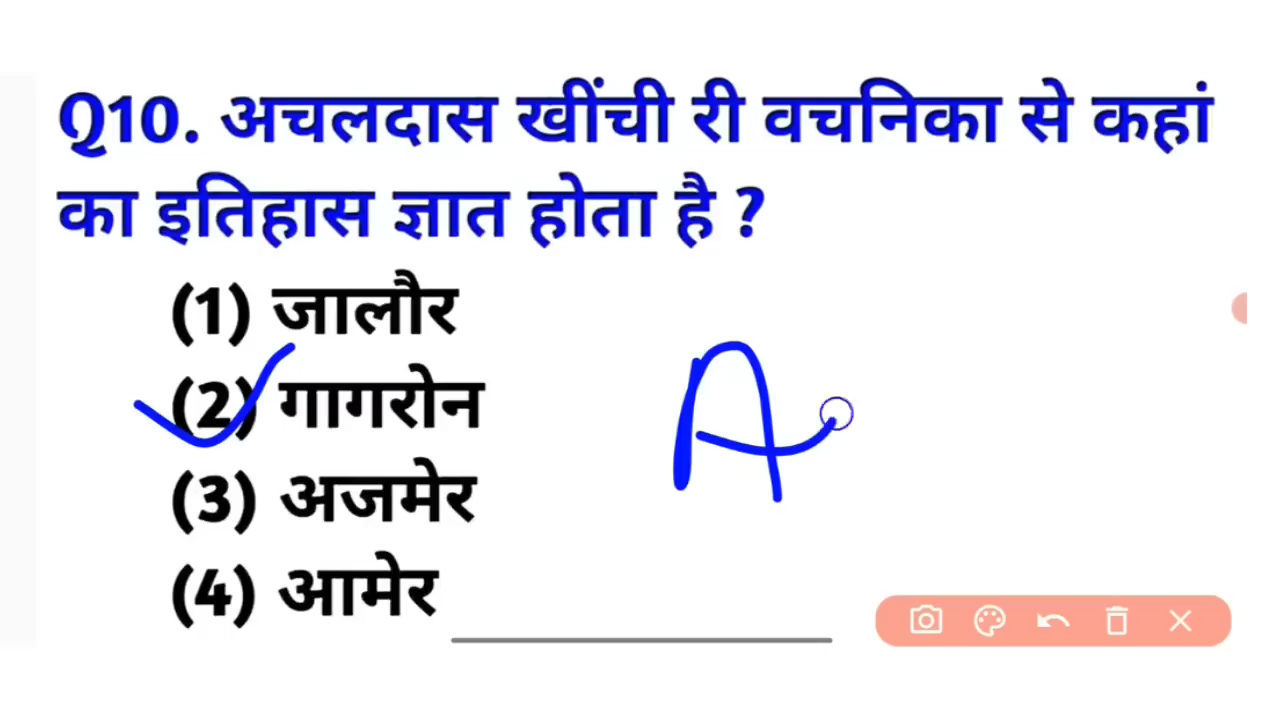 Q10. अचलदास खींची री वचनिका से कहां
का इतिहास ज्ञात होता है ?
(1) जालौर
(2) गागरोन
A
(3) अजमेर
(4) आमेर